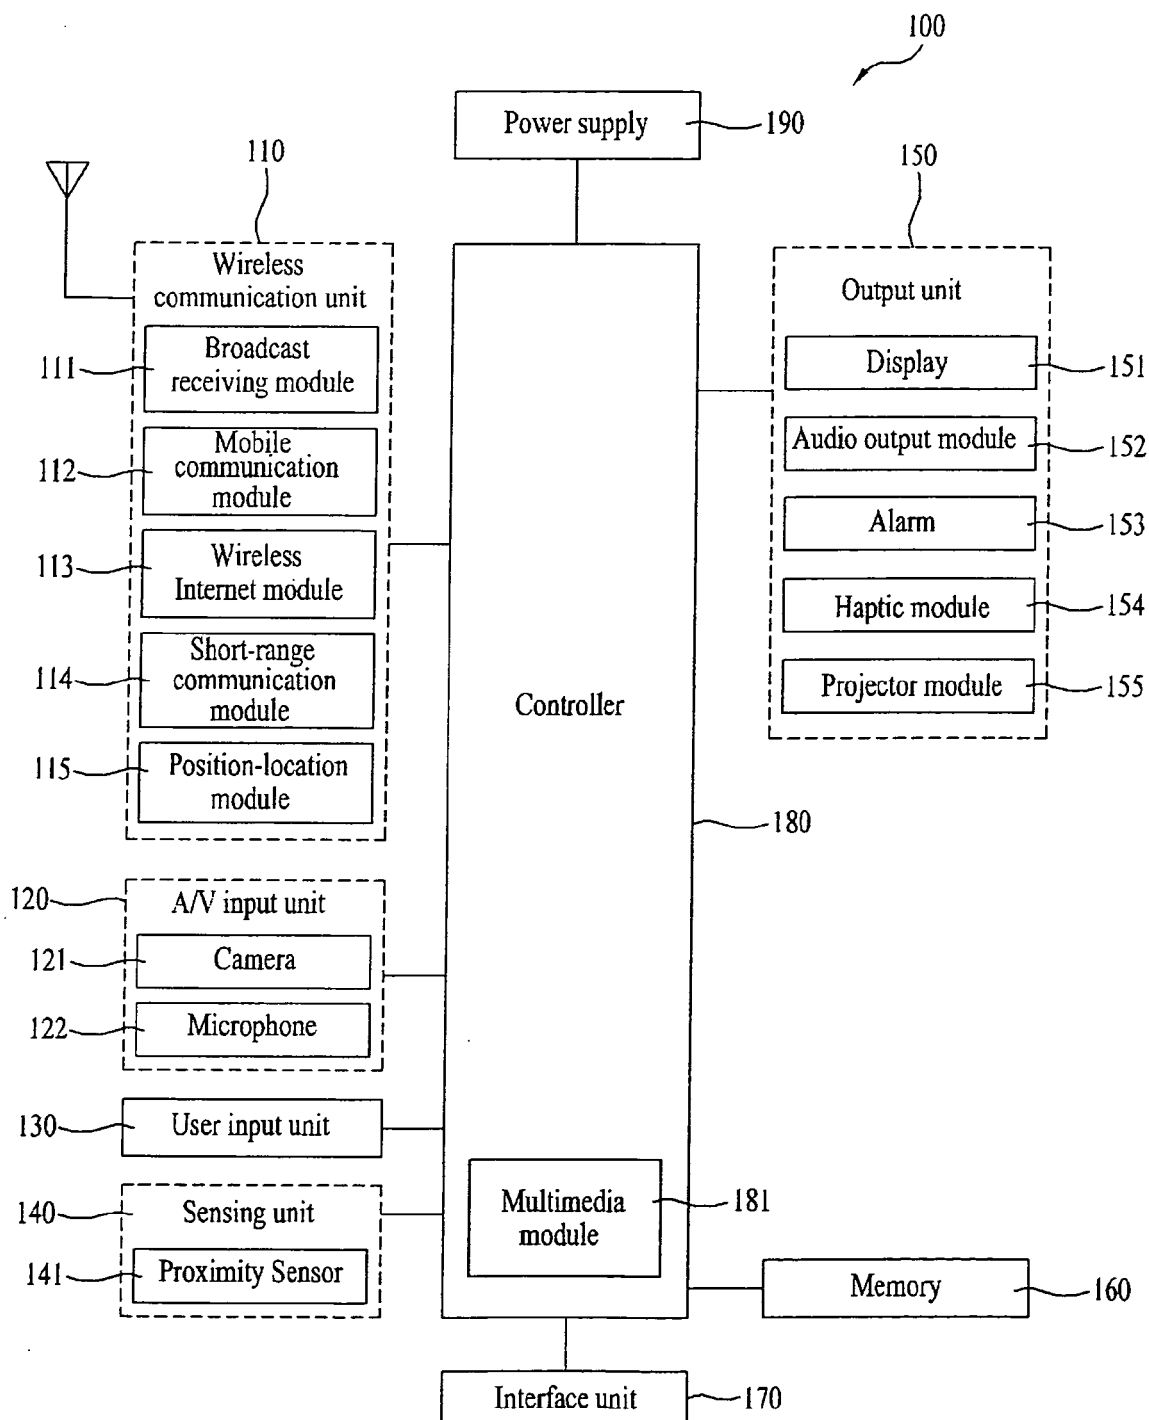 100
Power supply
190
110
150
Wireless
communication unit
Broadcast
receiving module
111
Mobile
communication
module
112
Wireless
Internet module
113
Short-range
communication
module
114
Position-location
module
115
Output unit
Display
151
Audio output module
152
Alarm
153
Haptic module
154
Projector module
155
Controller
180
120
A/V input unit
121
Camera
122
Microphone
130
User input unit
140
Sensing unit
141
Proximity Sensor
Multimedia
module
181
Memory
160
Interface unit
170